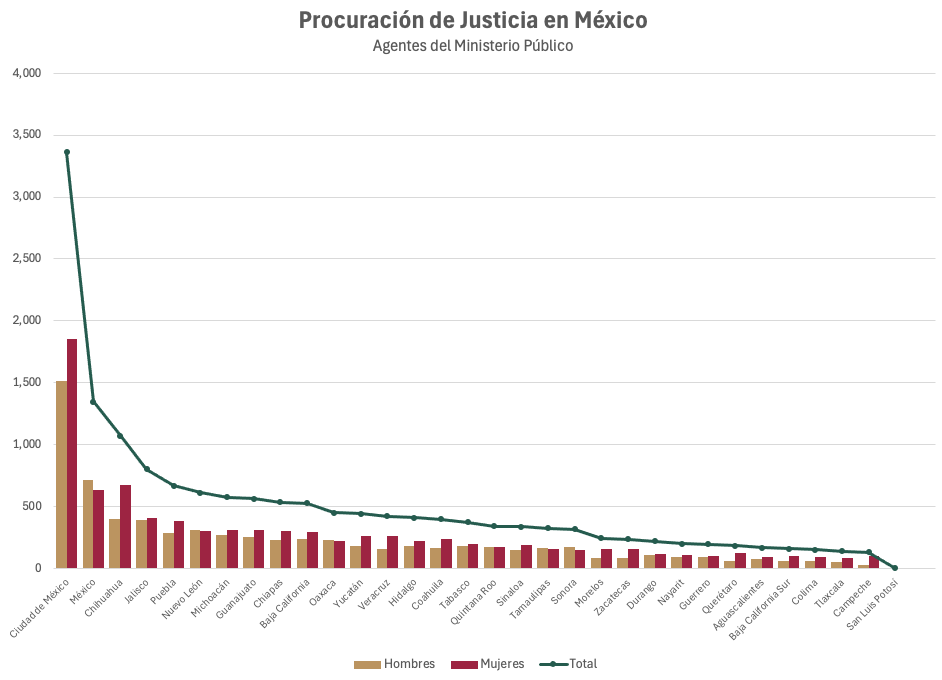 Procuración de Justicia en México
Agentes del Ministerio Público
4,000
3,500
3,000
2,500
2,000
1,500
1,000
500
0
Ciudad de México
México
Chihuahua
Jalisco
Puebla
Nuevo León
Michoacán
Guanajuato
Chiapas
Baja California
Oaxaca
Yucatán
Veracruz
Hidalgo
Coahuila
Tabasco
Quintana Roo
Sinaloa
Tamaulipas
Sonora
Morelos
Zacatecas
Durango
Nayarit
Guerrero
Querétaro
Aguascalientes
Baja California Sur
Colima
Tlaxcala
Campeche
San Luis Potosí
Hombres Mujeres Total